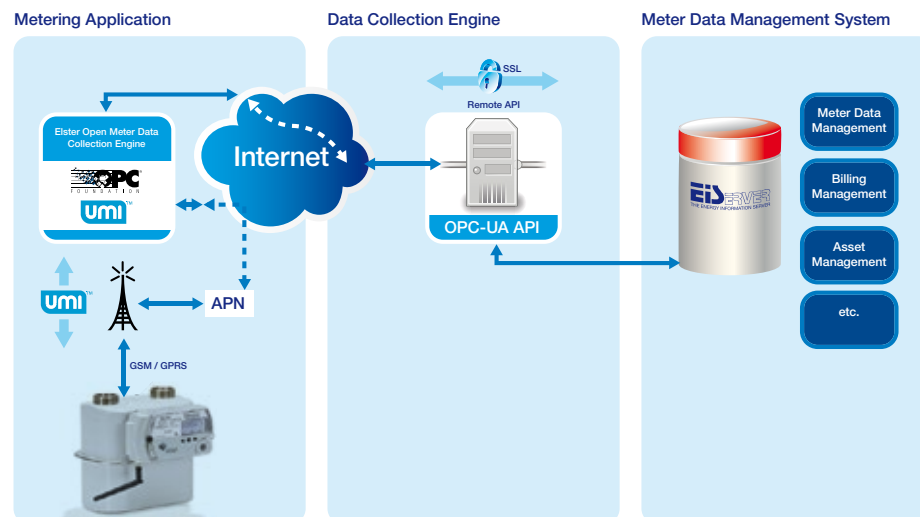 Metering Application
Data Collection Engine
Meter Data Management System
Elster Open Meter Data
Collection Engine
OPC®
FOUNDATION
umi™
Internet
SSL
Remote API
OPC-UA API
EiSERVER
THE ENERGY INFORMATION SERVER
Meter Data
Management
Billing
Management
Asset
Management
etc.
umi™
APN
GSM / GPRS